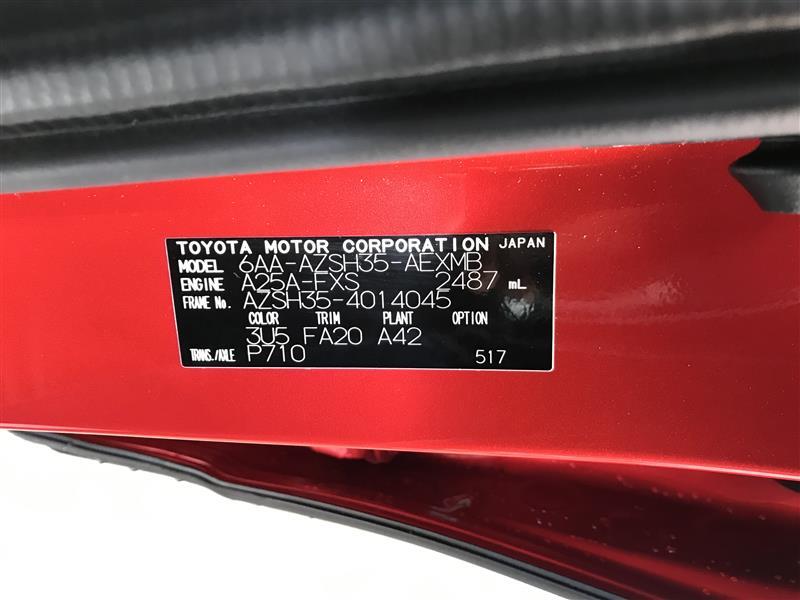 TOYOTA MOTOR CORPORATION JAPAN
MODEL 6AA-AZSH35-AEXMB
ENGINE A25A-FXS 2487 mL
FRAME No. AZSH35-4014045
COLOR TRIM PLANT OPTION
3U5 FA20 A42
TRANS./AXLE P710 517